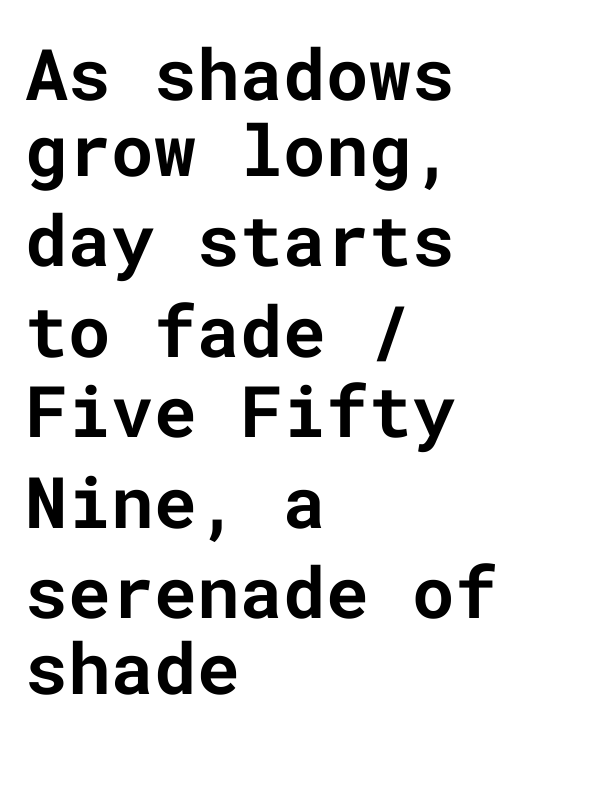 As shadows
grow long,
day starts
to fade /
Five Fifty
Nine, a
serenade of
shade